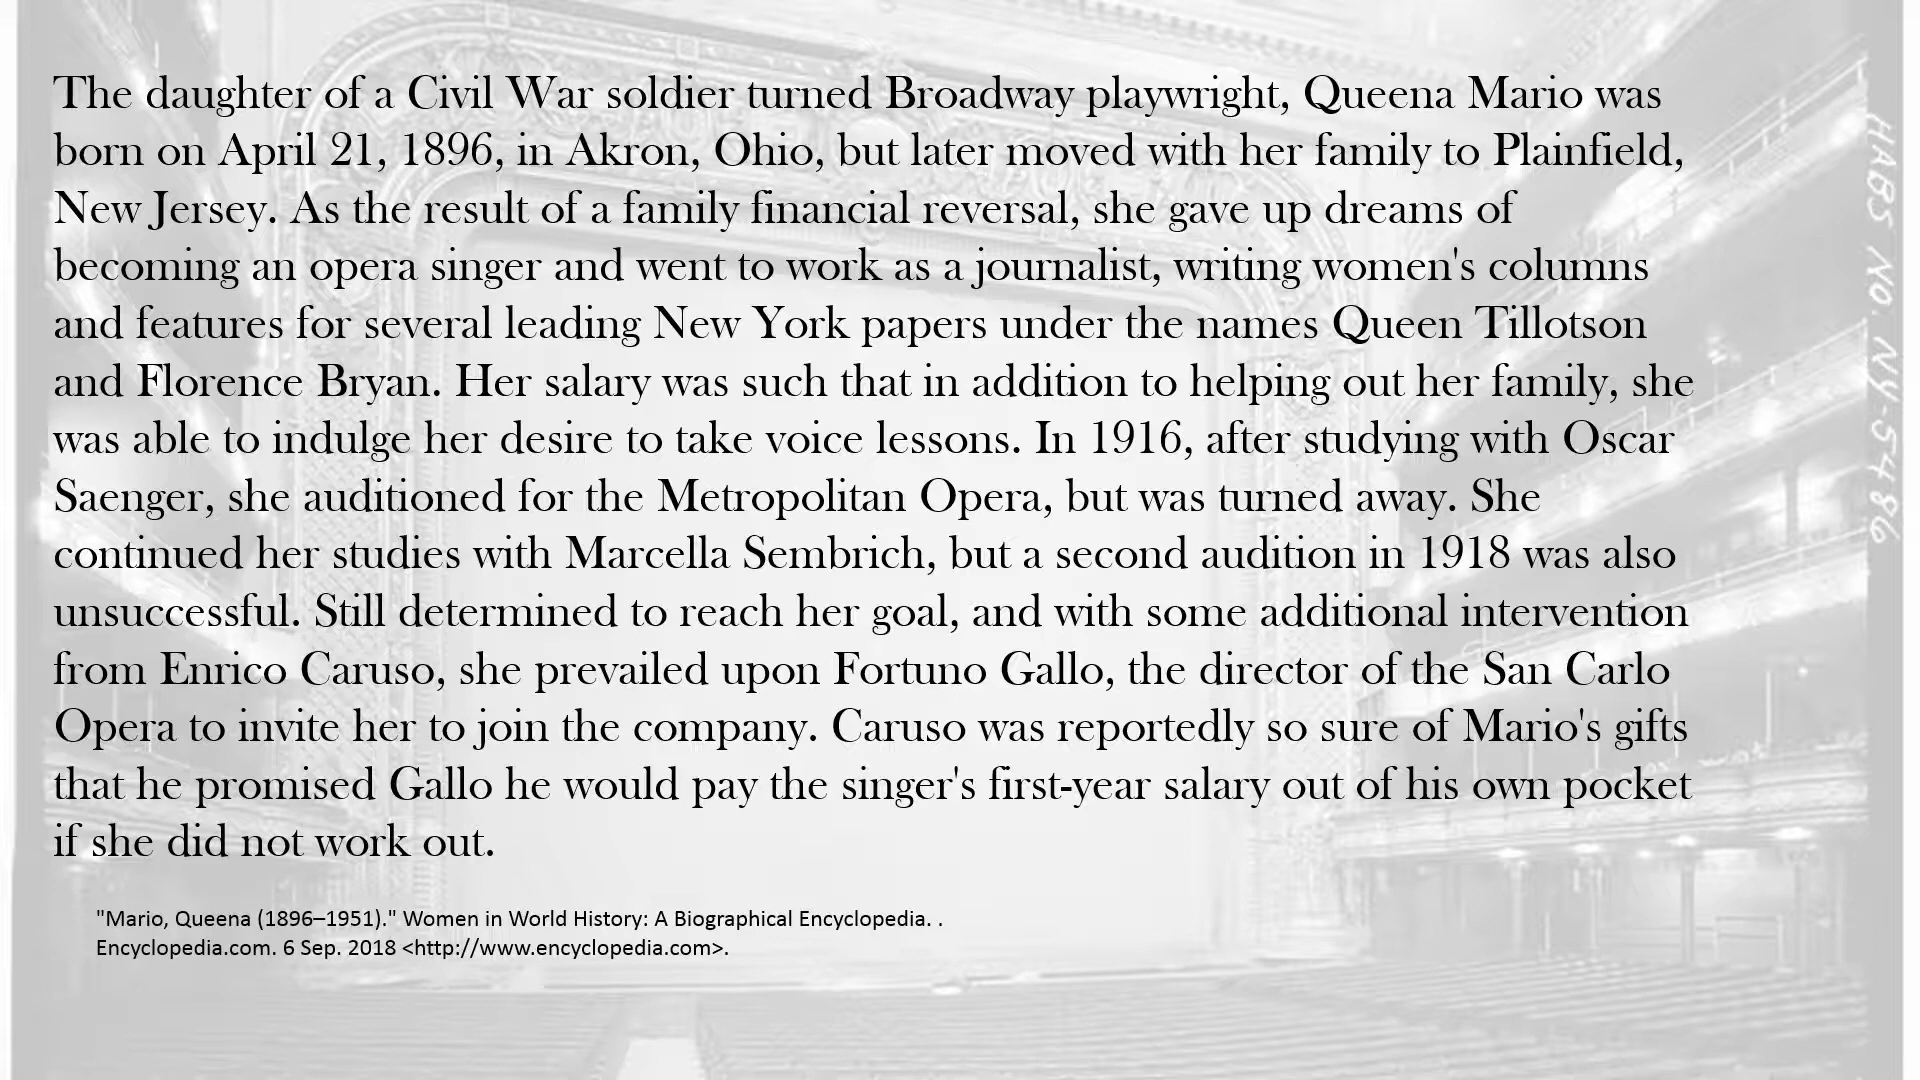 The daughter of a Civil War soldier turned Broadway playwright, Queena Mario was
born on April 21, 1896, in Akron, Ohio, but later moved with her family to Plainfield,
New Jersey. As the result of a family financial reversal, she gave up dreams of
becoming an opera singer and went to work as a journalist, writing women's columns
and features for several leading New York papers under the names Queen Tillotson
and Florence Bryan. Her salary was such that in addition to helping out her family, she
was able to indulge her desire to take voice lessons. In 1916, after studying with Oscar
Saenger, she auditioned for the Metropolitan Opera, but was turned away. She
continued her studies with Marcella Sembrich, but a second audition in 1918 was also
unsuccessful. Still determined to reach her goal, and with some additional intervention
from Enrico Caruso, she prevailed upon Fortuno Gallo, the director of the San Carlo
Opera to invite her to join the company. Caruso was reportedly so sure of Mario's gifts
that he promised Gallo he would pay the singer's first-year salary out of his own pocket
if she did not work out.
"Mario, Queena (1896–1951)." Women in World History: A Biographical Encyclopedia. .
Encyclopedia.com. 6 Sep. 2018 <http://www.encyclopedia.com>.
HABS NO. NY-5486